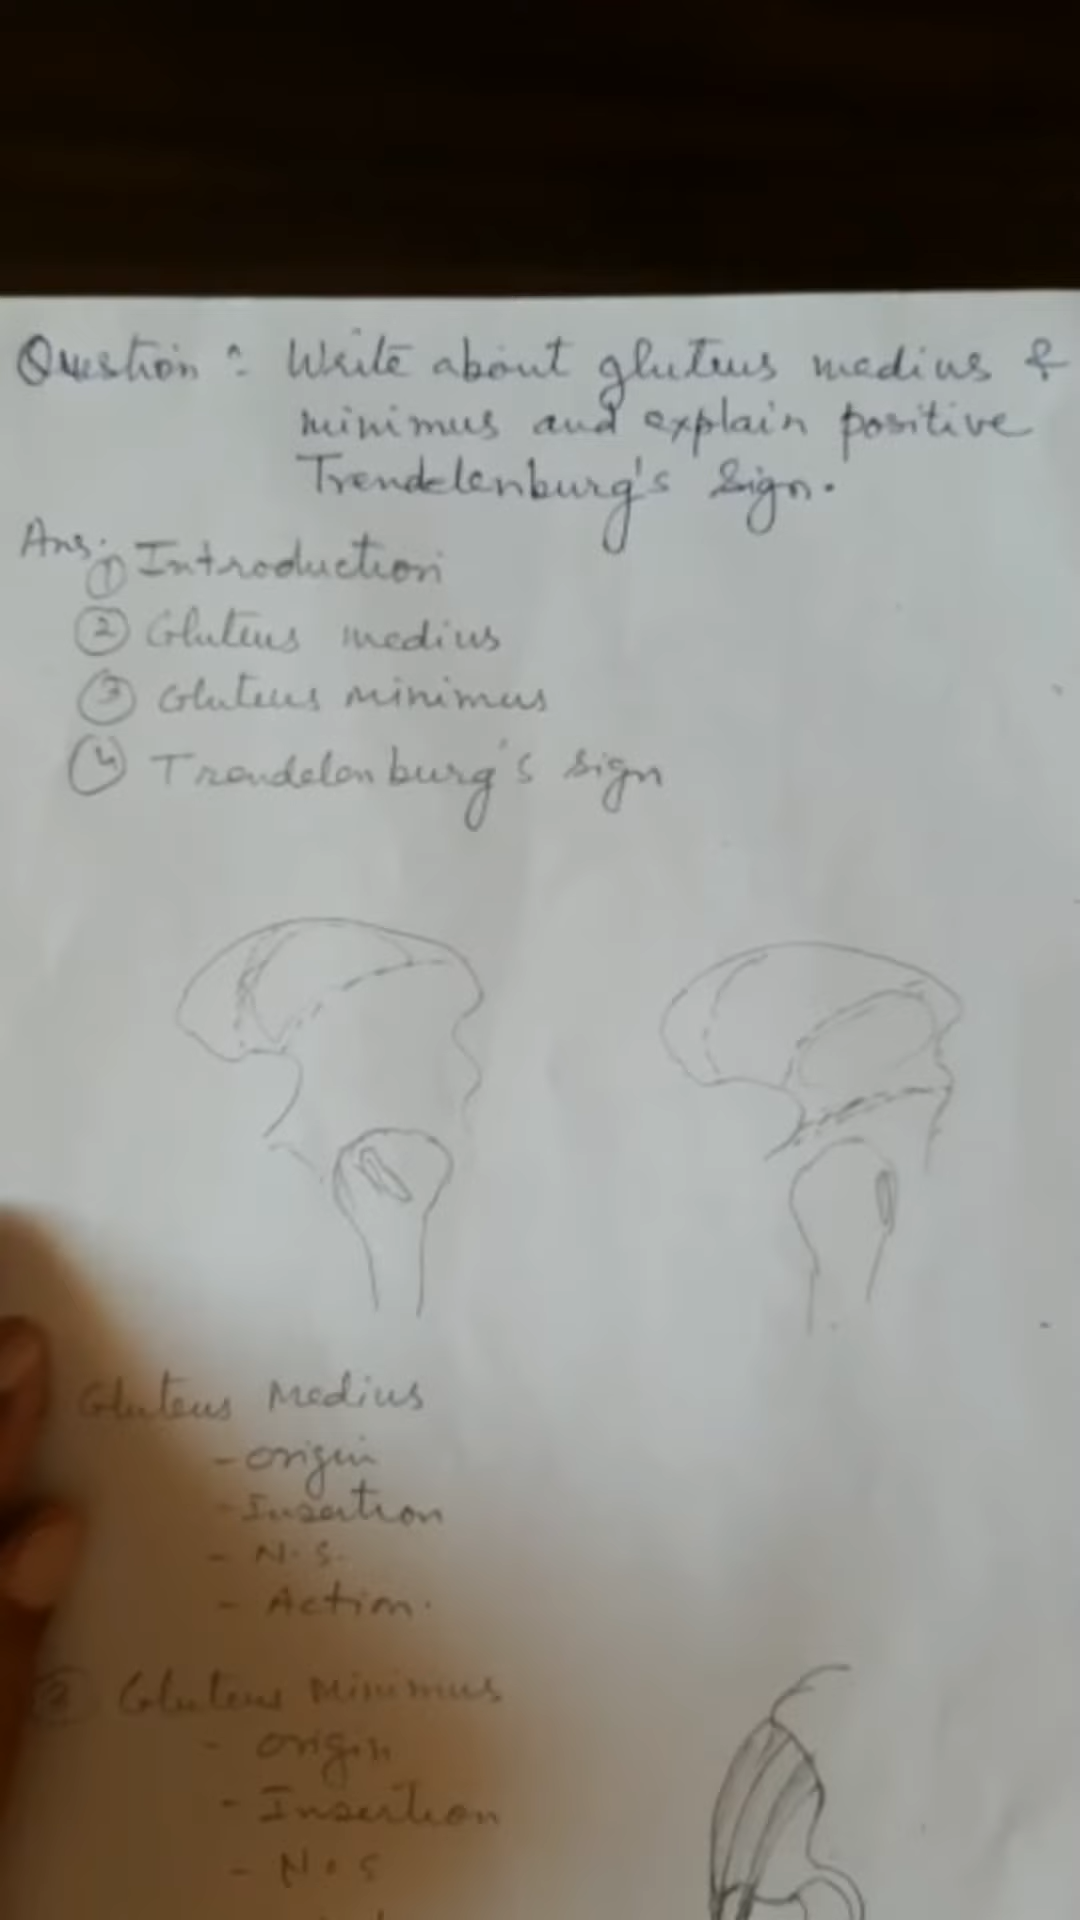 Question : Write about gluteus medius &
minimus and explain positive
Trendelenburg's sign.
Ans. ① Introduction
② Gluteus medius
③ Gluteus minimus
④ Trendelenburg's sign
Gluteus Medius
- origin
- Insertion
- N.S.
- Action.
② Gluteus Minimus
- origin
- Insertion
- N.S